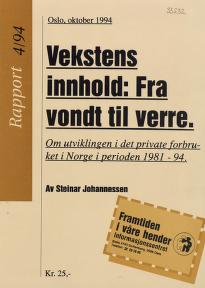 Oslo, oktober 1994
Rapport 4/94
Vekstens
innhold: Fra
vondt til verre.
Om utviklingen i det private forbru-
ket i Norge i perioden 1981 - 94.
Av Steinar Johannessen
Framtiden
i våre hender
Informasjonssentret
Kr. 25,-